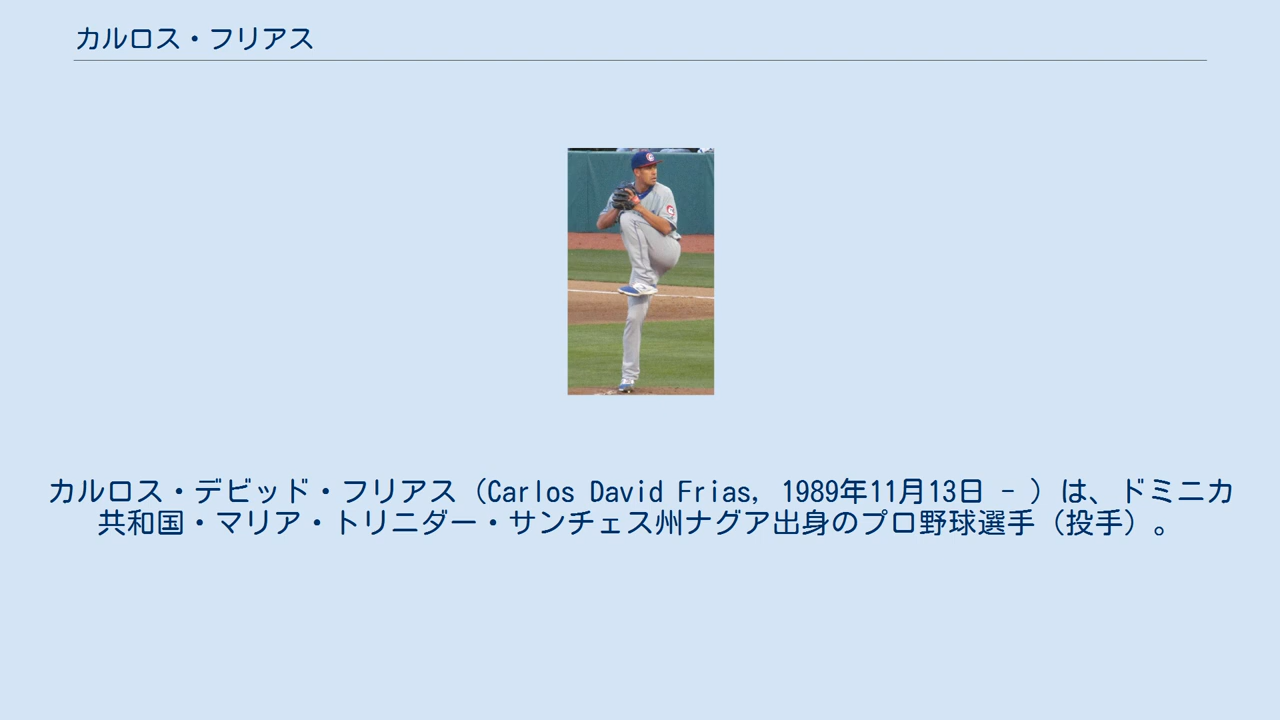 カルロス・フリアス
カルロス・デビッド・フリアス（Carlos David Frias, 1989年11月13日 - ）は、ドミニカ
共和国・マリア・トリニダー・サンチェス州ナグア出身のプロ野球選手（投手）。